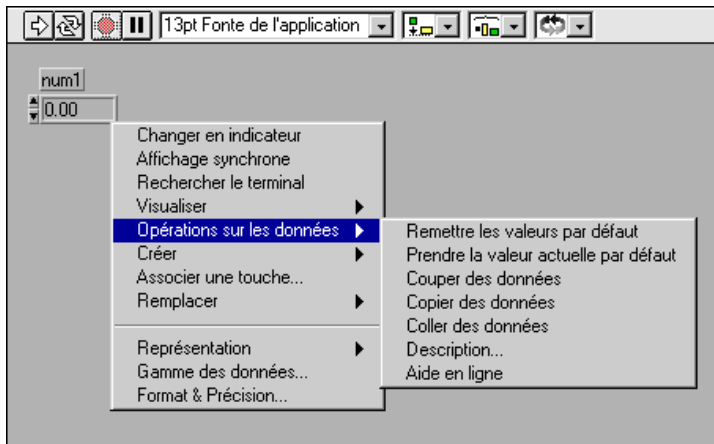 13pt Fonte de l'application
num1
0.00
Changer en indicateur
Affichage synchrone
Rechercher le terminal
Visualiser
Opérations sur les données
Créer
Associer une touche...
Remplacer
Représentation
Gamme des données...
Format & Précision...
Remettre les valeurs par défaut
Prendre la valeur actuelle par défaut
Couper des données
Copier des données
Coller des données
Description...
Aide en ligne